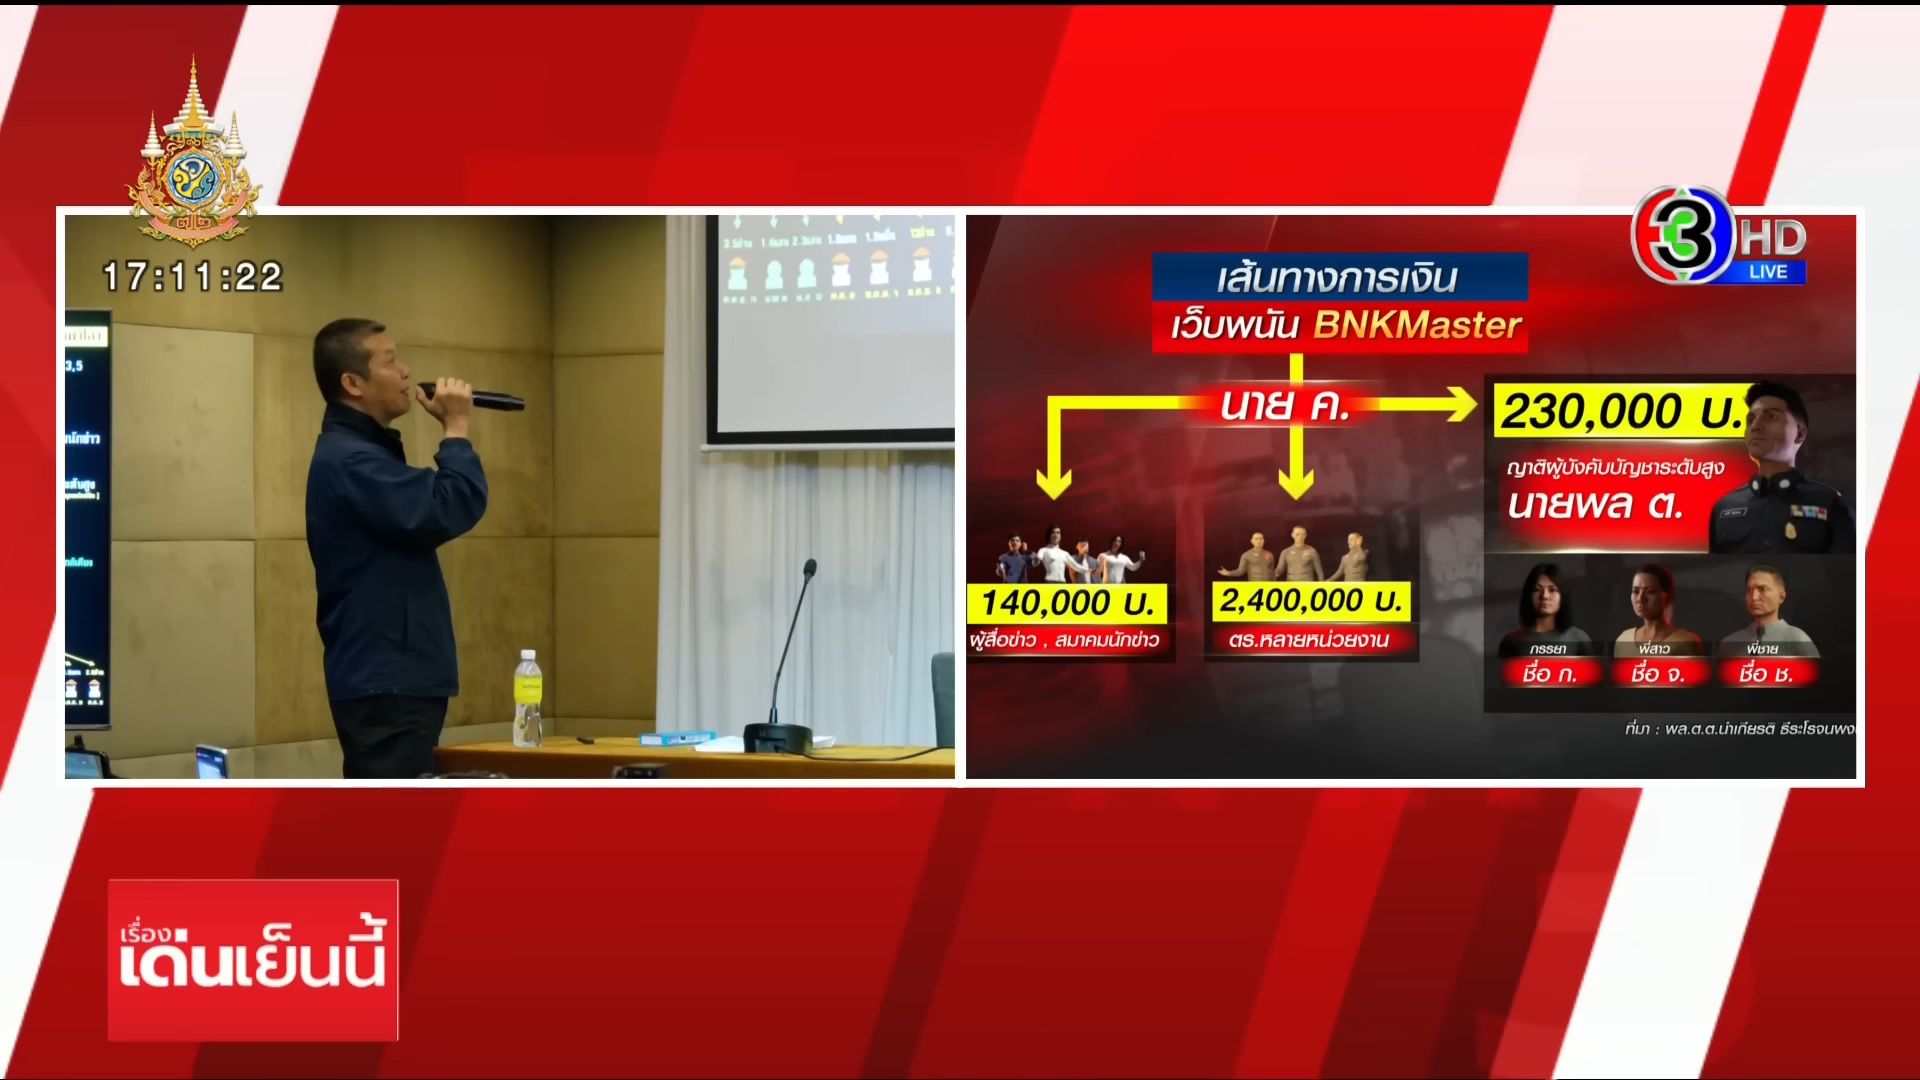 17:11:22
3 HD
LIVE
3,5
เส้นทางการเงิน
เว็บพนัน BNKMaster
นาย ค.
230,000 บ.
ญาติผู้บังคับบัญชาระดับสูง
นายพล ต.
140,000 บ.
ผู้สื่อข่าว , สมาคมนักข่าว
2,400,000 บ.
ตร.หลายหน่วยงาน
ภรรยา
ชื่อ ก.
พี่สาว
ชื่อ จ.
พี่ชาย
ชื่อ ช.
ที่มา : พล.ต.ต.นำเกียรติ ธีระโรจนพง
เรื่อง
เด่นเย็นนี้